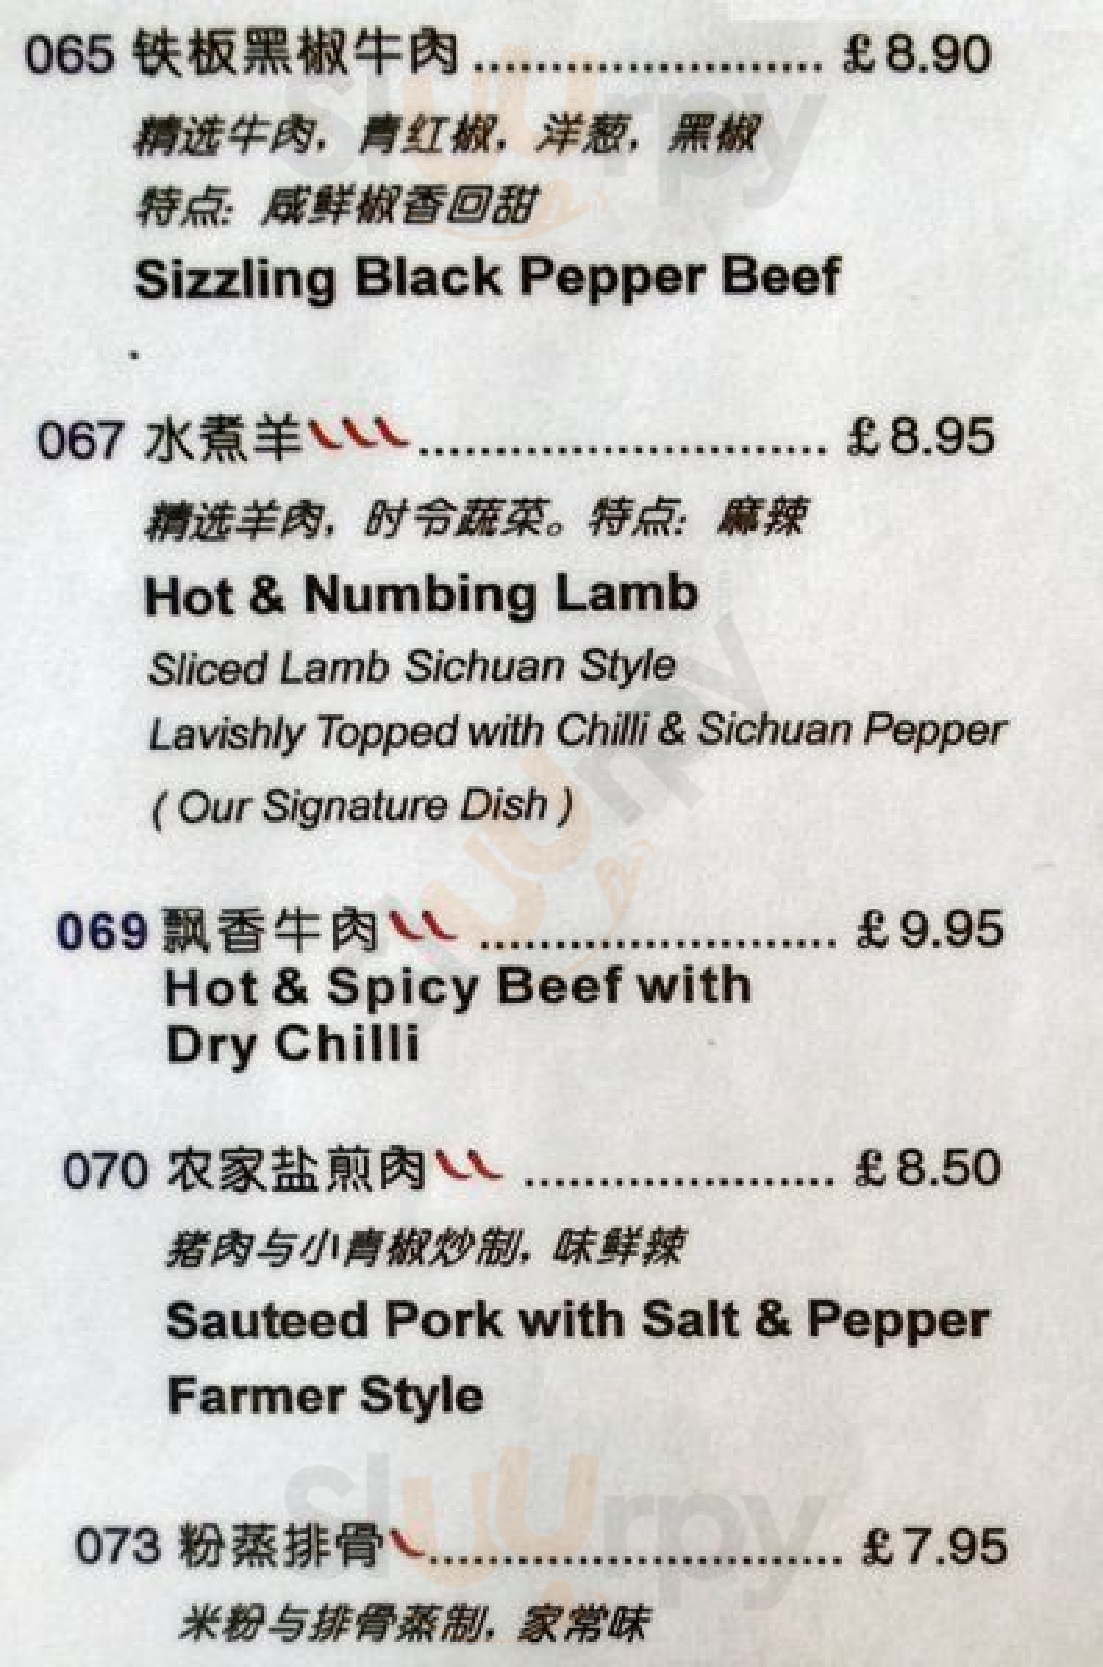 065 铁板黑椒牛肉 ........................ £8.90
精选牛肉，青红椒，洋葱，黑椒
特点：咸鲜椒香回甜
Sizzling Black Pepper Beef
067 水煮羊 ............................ £8.95
精选羊肉，时令蔬菜。特点：麻辣
Hot & Numbing Lamb
Sliced Lamb Sichuan Style
Lavishly Topped with Chilli & Sichuan Pepper
( Our Signature Dish )
069 飘香牛肉 ........................ £9.95
Hot & Spicy Beef with
Dry Chilli
070 农家盐煎肉 ..................... £8.50
猪肉与小青椒炒制，味鲜辣
Sauteed Pork with Salt & Pepper
Farmer Style
073 粉蒸排骨 ............................ £7.95
米粉与排骨蒸制，家常味